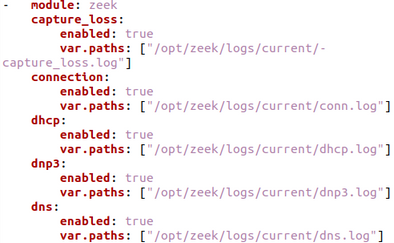 -   module: zeek
    capture_loss:
        enabled: true
        var.paths: ["/opt/zeek/logs/current/-
capture_loss.log"]
    connection:
        enabled: true
        var.paths: ["/opt/zeek/logs/current/conn.log"]
    dhcp:
        enabled: true
        var.paths: ["/opt/zeek/logs/current/dhcp.log"]
    dnp3:
        enabled: true
        var.paths: ["/opt/zeek/logs/current/dnp3.log"]
    dns:
        enabled: true
        var.paths: ["/opt/zeek/logs/current/dns.log"]